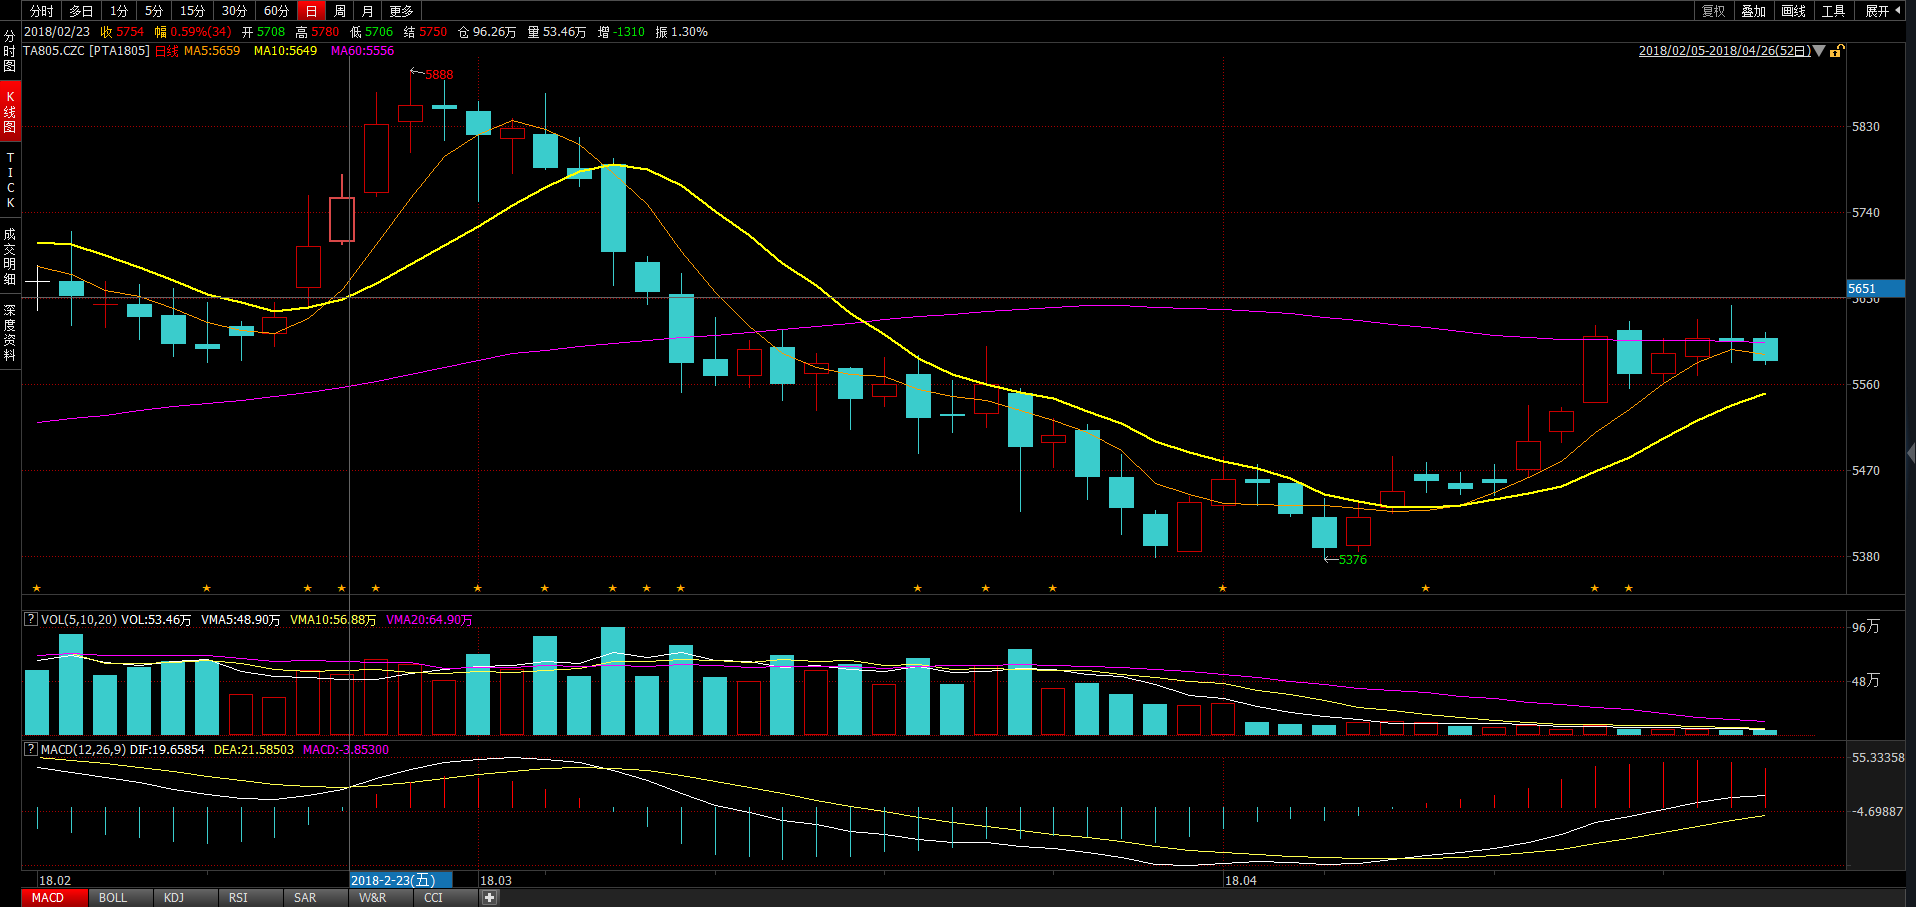 分时 多日 1分 5分 15分 30分 60分 日 周 月 更多 复权 叠加 画线 工具 展开
2018/02/23 收 5754 幅 0.59%(34) 开 5708 高 5780 低 5706 结 5750 仓 96.26万 量 53.46万 增 -1310 振 1.30%
TA805.CZC [PTA1805] 日线 MA5:5659 MA10:5649 MA60:5556 2018/02/05-2018/04/26(52日)
分时图
K线图
TICK
成交明细
深度资料
5888
5830
5740
5651
5650
5560
5470
5380
5376
? VOL(5,10,20) VOL:53.46万 VMA5:48.90万 VMA10:56.88万 VMA20:64.90万
96万
48万
? MACD(12,26,9) DIF:19.65854 DEA:21.58503 MACD:-3.85300
55.33358
-4.69887
18.02 2018-2-23(五) 18.03 18.04
MACD BOLL KDJ RSI SAR W&R CCI